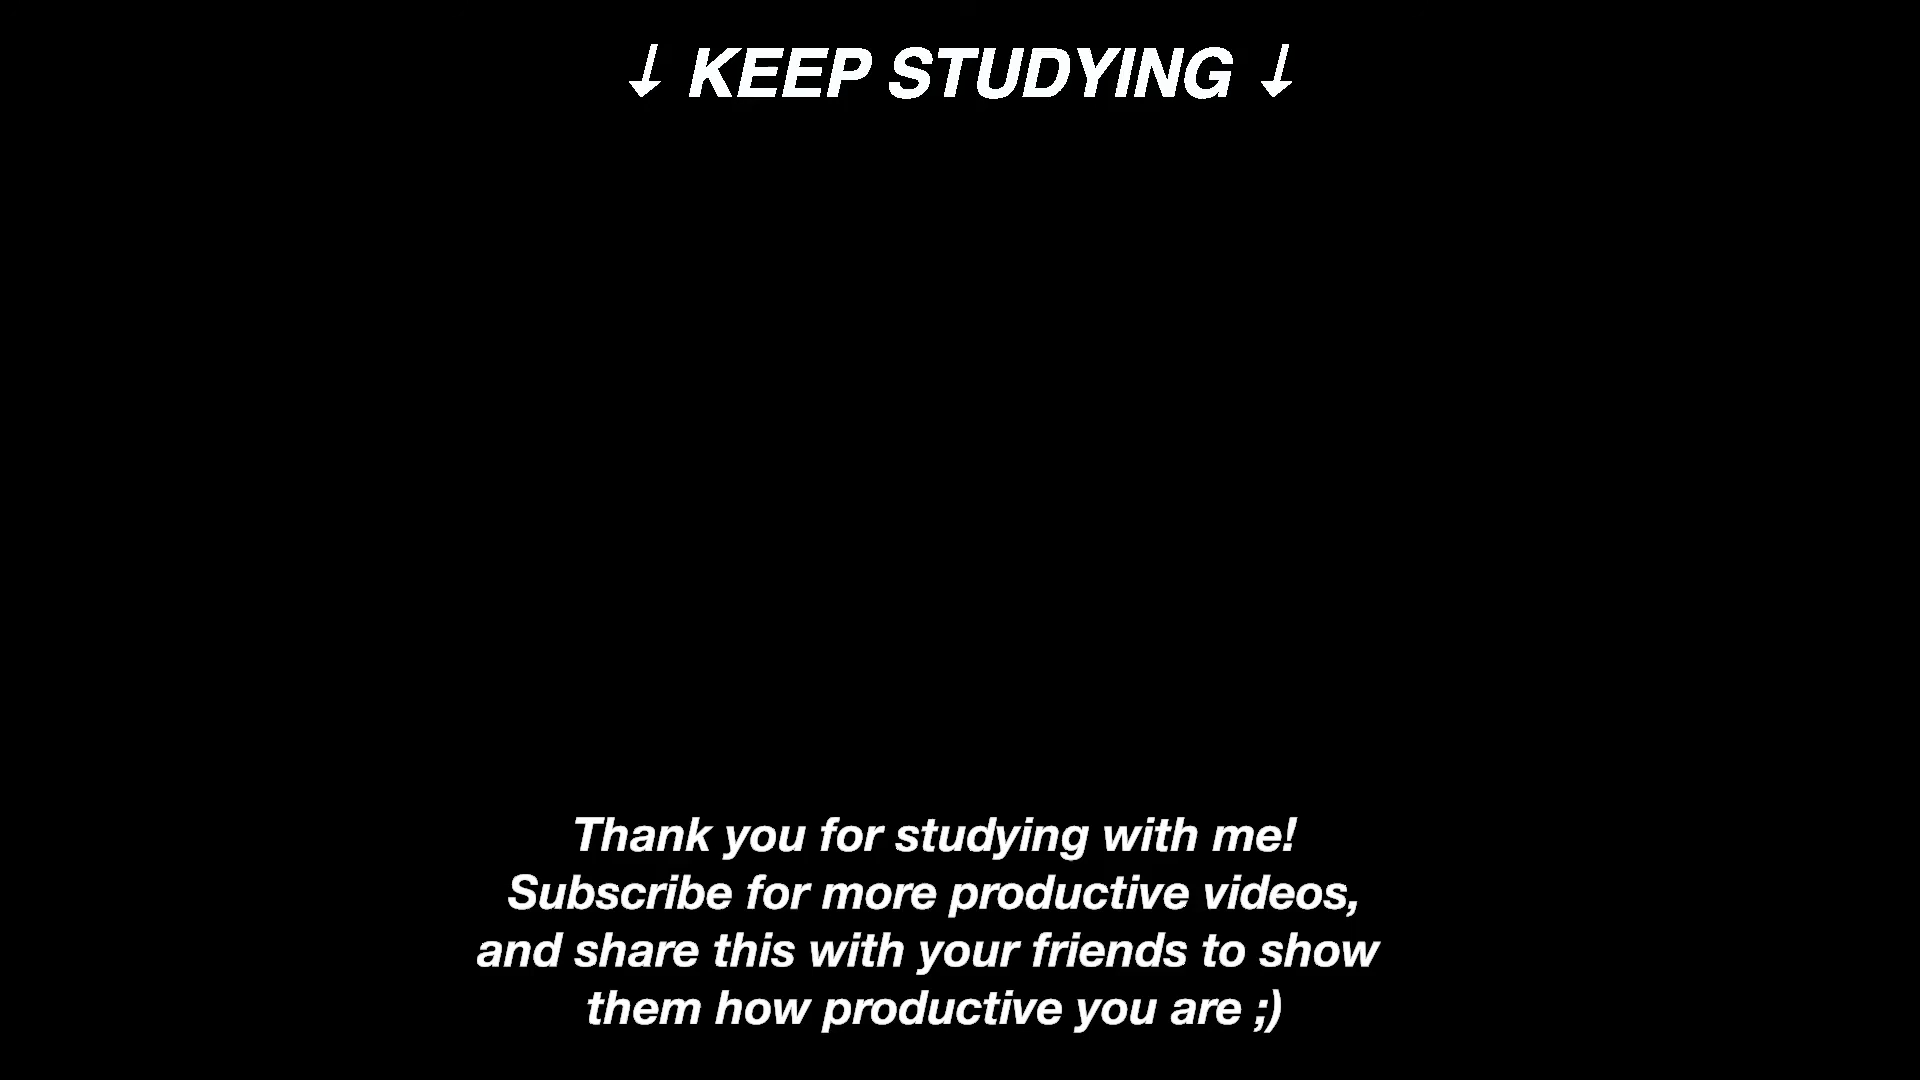 ↓ KEEP STUDYING ↓
Thank you for studying with me!
Subscribe for more productive videos,
and share this with your friends to show
them how productive you are ;)